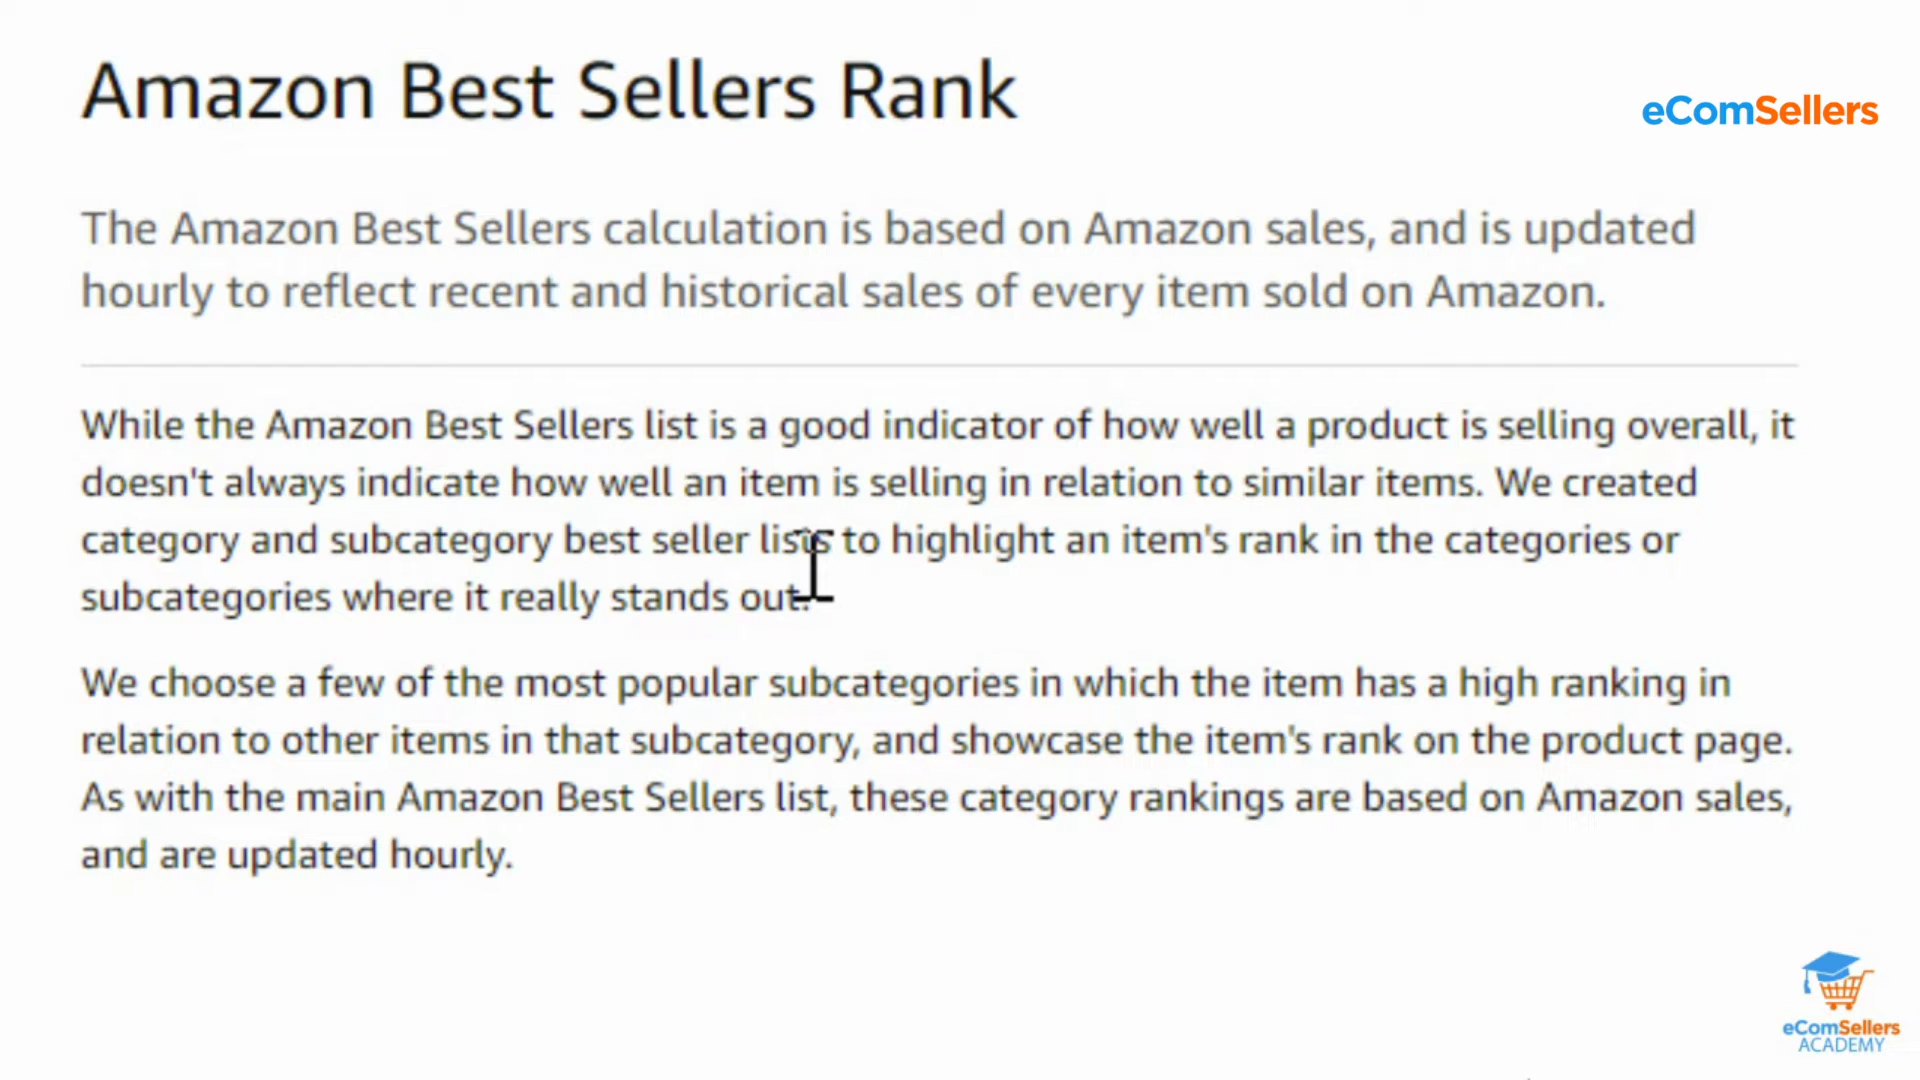 Amazon Best Sellers Rank
eComSellers
The Amazon Best Sellers calculation is based on Amazon sales, and is updated
hourly to reflect recent and historical sales of every item sold on Amazon.
While the Amazon Best Sellers list is a good indicator of how well a product is selling overall, it
doesn't always indicate how well an item is selling in relation to similar items. We created
category and subcategory best seller lists to highlight an item's rank in the categories or
subcategories where it really stands out.
We choose a few of the most popular subcategories in which the item has a high ranking in
relation to other items in that subcategory, and showcase the item's rank on the product page.
As with the main Amazon Best Sellers list, these category rankings are based on Amazon sales,
and are updated hourly.
eComSellers
ACADEMY